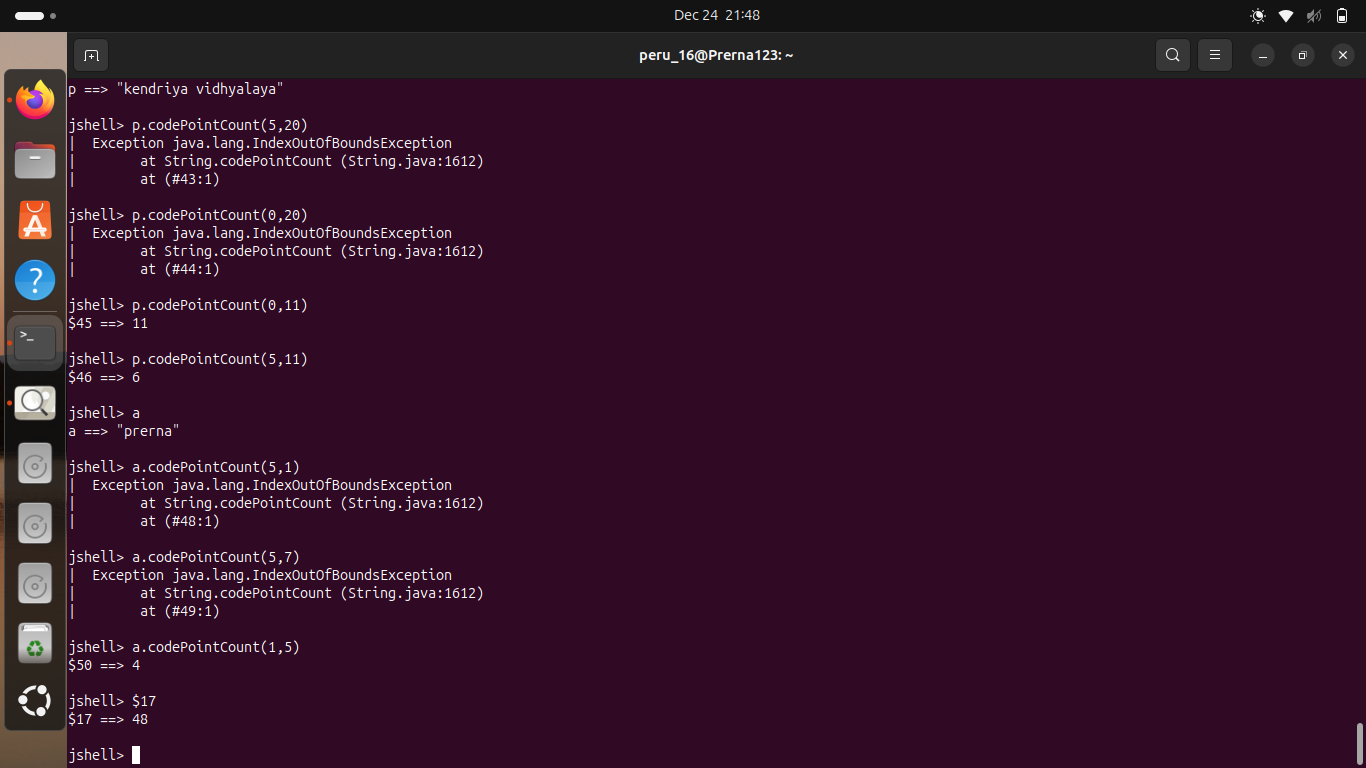 Dec 24 21:48
peru_16@Prerna123: ~
p ==> "kendriya vidhyalaya"
jshell> p.codePointCount(5,20)
|  Exception java.lang.IndexOutOfBoundsException
|        at String.codePointCount (String.java:1612)
|        at (#43:1)
jshell> p.codePointCount(0,20)
|  Exception java.lang.IndexOutOfBoundsException
|        at String.codePointCount (String.java:1612)
|        at (#44:1)
jshell> p.codePointCount(0,11)
$45 ==> 11
jshell> p.codePointCount(5,11)
$46 ==> 6
jshell> a
a ==> "prerna"
jshell> a.codePointCount(5,1)
|  Exception java.lang.IndexOutOfBoundsException
|        at String.codePointCount (String.java:1612)
|        at (#48:1)
jshell> a.codePointCount(5,7)
|  Exception java.lang.IndexOutOfBoundsException
|        at String.codePointCount (String.java:1612)
|        at (#49:1)
jshell> a.codePointCount(1,5)
$50 ==> 4
jshell> $17
$17 ==> 48
jshell>